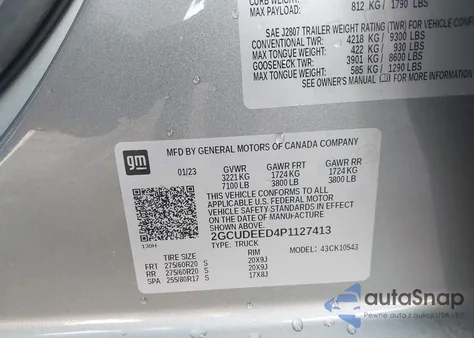 CURB WEIGHT:
MAX PAYLOAD: 812 KG / 1790 LBS
SAE J2807 TRAILER WEIGHT RATING (TWR) FOR VEHICLE
CONVENTIONAL TWR: 4218 KG / 9300 LBS
MAX TONGUE WEIGHT: 422 KG / 930 LBS
GOOSENECK TWR: 3901 KG / 8600 LBS
MAX TONGUE WEIGHT: 585 KG / 1290 LBS
SEE OWNER'S MANUAL
gm
MFD BY GENERAL MOTORS OF CANADA COMPANY
01/23 GVWR GAWR FRT GAWR RR
3221 KG 1724 KG 1724 KG
7100 LB 3800 LB 3800 LB
THIS VEHICLE CONFORMS TO ALL
APPLICABLE U.S. FEDERAL MOTOR
VEHICLE SAFETY STANDARDS IN EFFECT
ON THE DATE OF MANUFACTURE
SHOWN ABOVE.
2GCUDEED4P1127413
TYPE: TRUCK 43CK10543
TIRE SIZE RIM
FRT 275/60R20 S 20X9J
RR 275/60R20 S 20X9J
SPA 255/80R17 S 17X8J
autoSnap